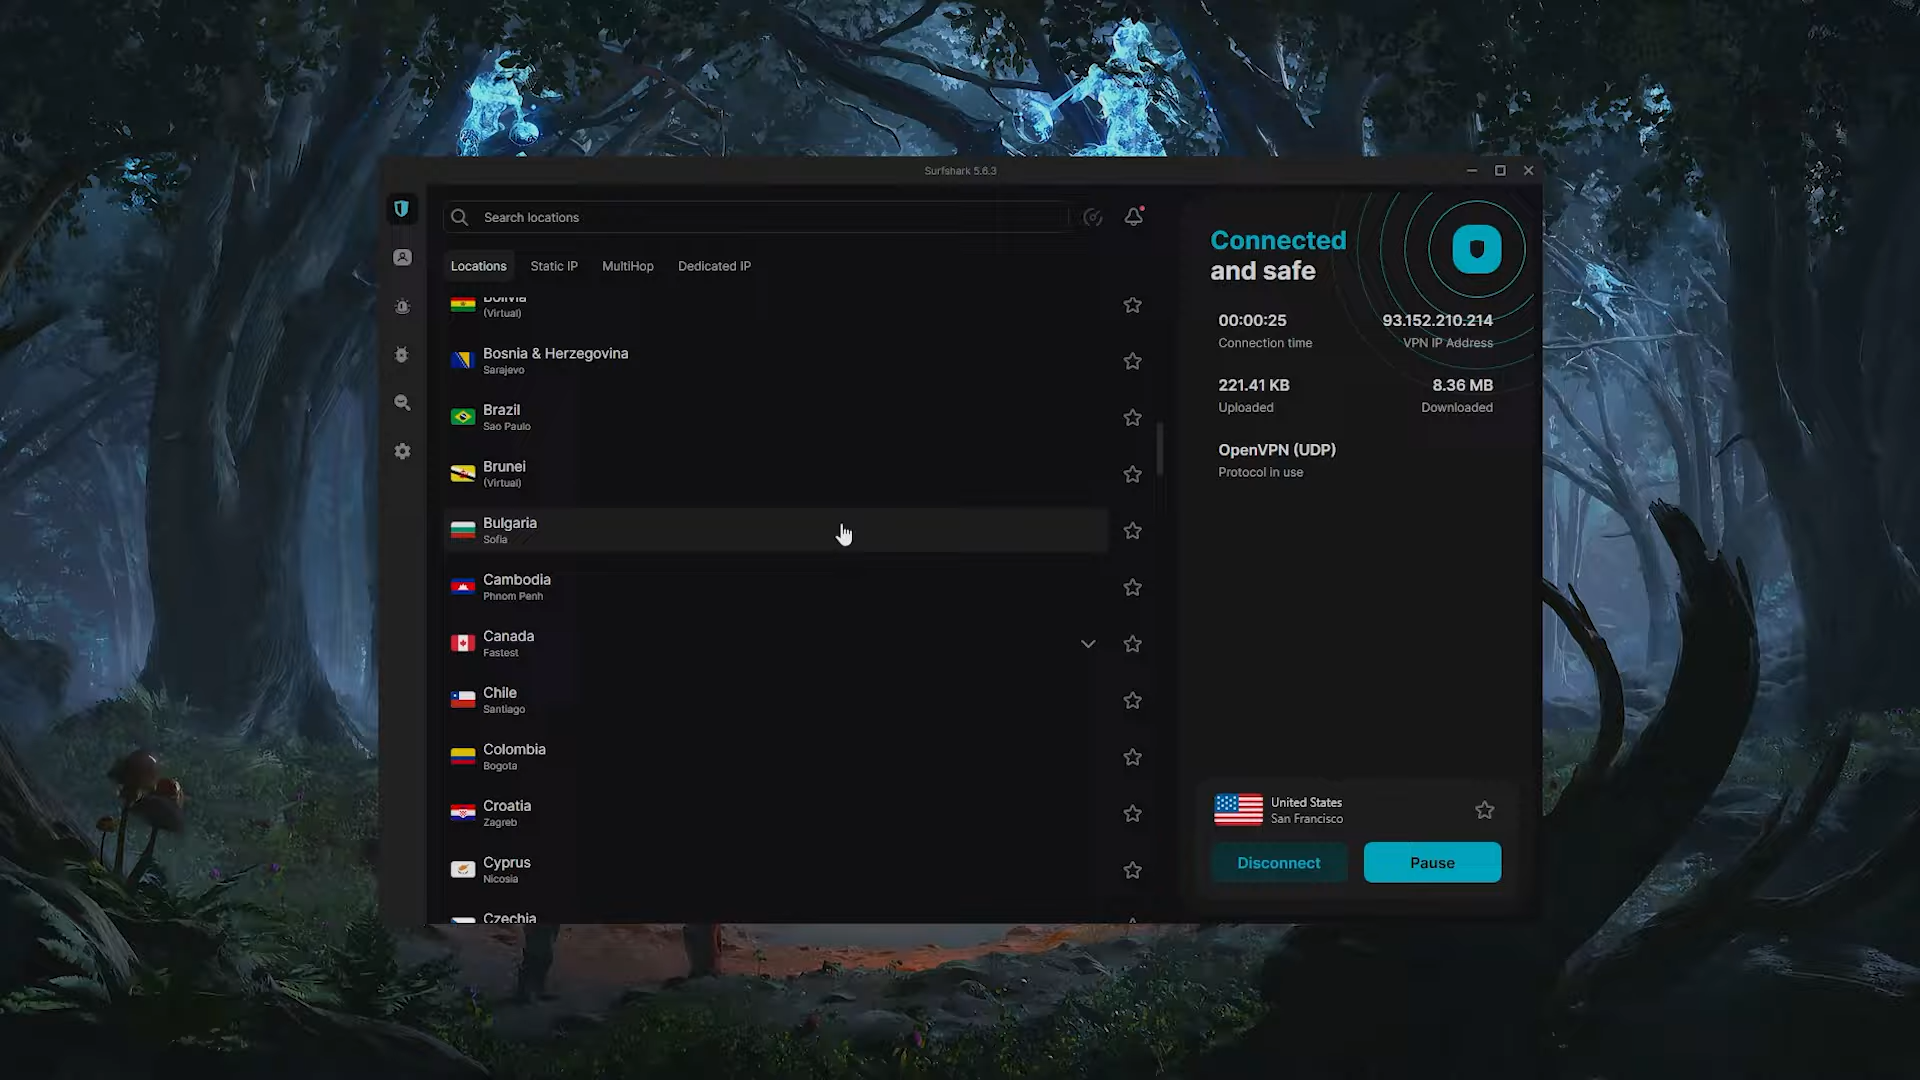 Surfshark 5.6.3
Search locations
Locations
Static IP
MultiHop
Dedicated IP
Bolivia
(Virtual)
Bosnia & Herzegovina
Sarajevo
Brazil
Sao Paulo
Brunei
(Virtual)
Bulgaria
Sofia
Cambodia
Phnom Penh
Canada
Fastest
Chile
Santiago
Colombia
Bogota
Croatia
Zagreb
Cyprus
Nicosia
Czechia
Connected
and safe
00:00:25
Connection time
93.152.210.214
VPN IP Address
221.41 KB
Uploaded
8.36 MB
Downloaded
OpenVPN (UDP)
Protocol in use
United States
San Francisco
Disconnect
Pause